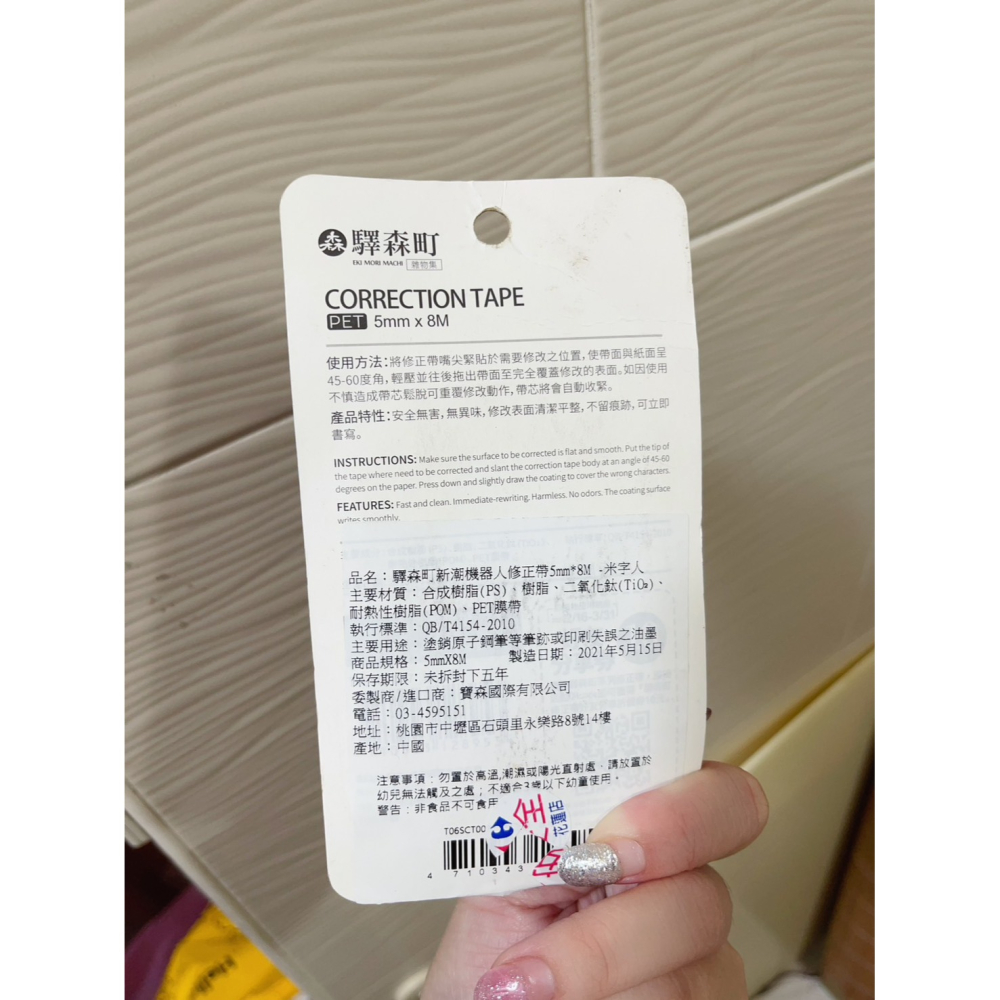 森 驛森町
EKI MORI MACHI 雜物集
CORRECTION TAPE
PET 5mm x 8M
使用方法:將修正帶嘴尖緊貼於需要修改之位置,使帶面與紙面呈
45-60度角,輕壓並往後拖出帶面至完全覆蓋修改的表面。如因使用
不慎造成帶芯鬆脫可重覆修改動作,帶芯將會自動收緊。
產品特性:安全無害,無異味,修改表面清潔平整,不留痕跡,可立即
書寫。
INSTRUCTIONS: Make sure the surface to be corrected is flat and smooth. Put the tip of
the tape where need to be corrected and slant the correction tape body at an angle of 45-60
degrees on the paper. Press down and slightly draw the coating to cover the wrong characters.
FEATURES: Fast and clean. Immediate-rewriting. Harmless. No odors. The coating surface
writes smoothly.
品名：驛森町新潮機器人修正帶5mm*8M -米字人
主要材質：合成樹脂(PS)、樹脂、二氧化鈦(TiO₂)、
耐熱性樹脂(POM)、PET膜帶
執行標準：QB/T4154-2010
主要用途：塗銷原子鋼筆等筆跡或印刷失誤之油墨
商品規格：5mmX8M 製造日期：2021年5月15日
保存期限：未拆封下五年
委製商/進口商：寶森國際有限公司
電話：03-4595151
地址：桃園市中壢區石頭里永樂路8號14樓
產地：中國
注意事項：勿置於高溫,潮濕或陽光直射處，請放置於
幼兒無法觸及之處；不適合3歲以下幼童使用。
警告：非食品不可食用
T06SCT00
全
花蓮店
4 710343